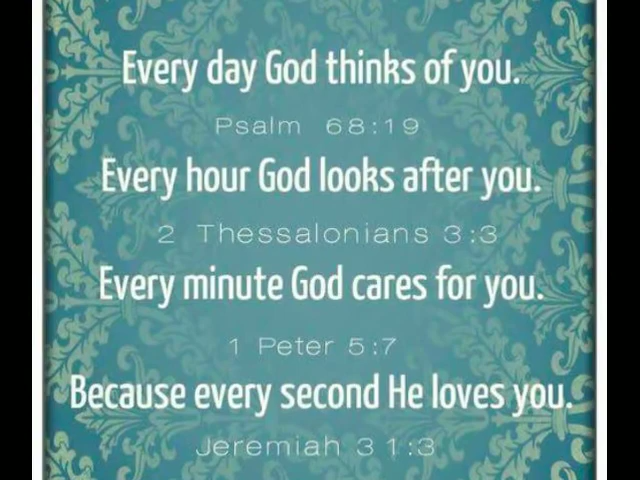 Every day God thinks of you.
Psalm 68:19
Every hour God looks after you.
2 Thessalonians 3:3
Every minute God cares for you.
1 Peter 5:7
Because every second He loves you.
Jeremiah 31:3